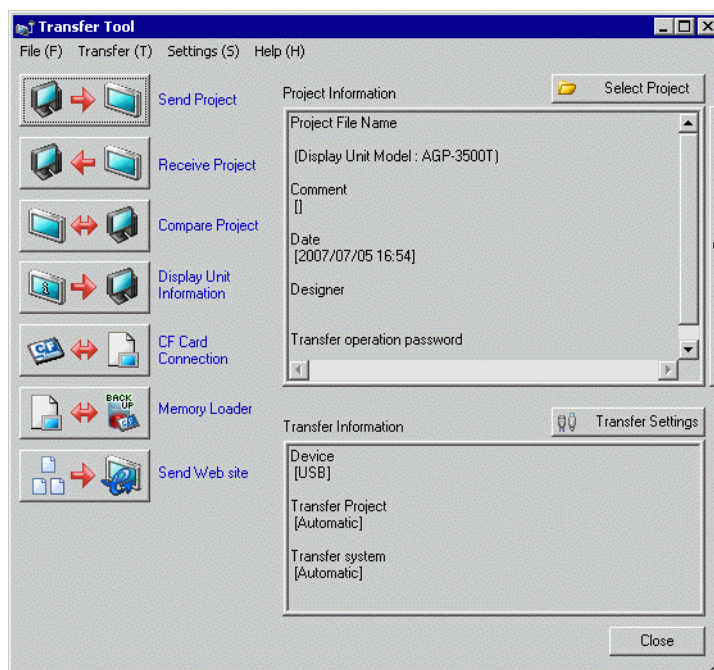 Transfer Tool
File (F) Transfer (T) Settings (S) Help (H)
Send Project
Receive Project
Compare Project
Display Unit
Information
CF Card
Connection
Memory Loader
Send Web site
Project Information
Select Project
Project File Name
(Display Unit Model : AGP-3500T)
Comment
[]
Date
[2007/07/05 16:54]
Designer
Transfer operation password
Transfer Information
Transfer Settings
Device
[USB]
Transfer Project
[Automatic]
Transfer system
[Automatic]
Close
CF
BACK
UP
CF